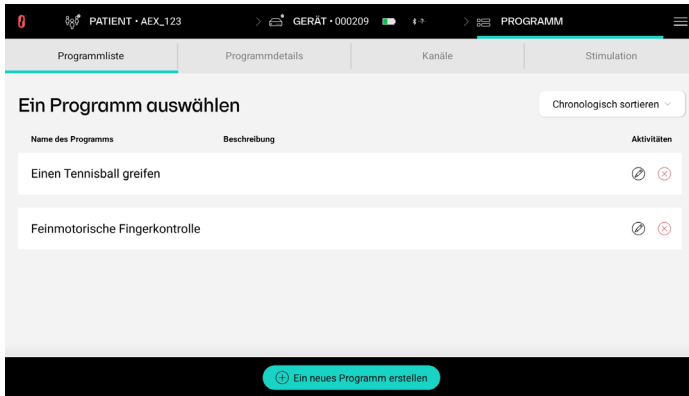 PATIENT • AEX_123 > GERÄT • 000209 > PROGRAMM
Programmliste Programmdetails Kanäle Stimulation
Ein Programm auswählen
Chronologisch sortieren
Name des Programms Beschreibung Aktivitäten
Einen Tennisball greifen
Feinmotorische Fingerkontrolle
Ein neues Programm erstellen